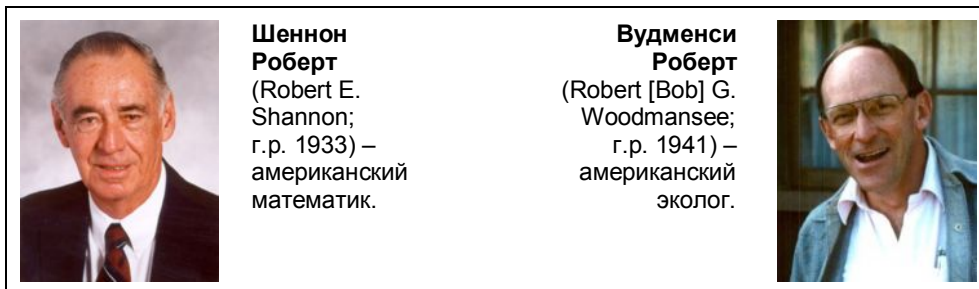 Шеннон
Роберт
(Robert E.
Shannon;
г.р. 1933) –
американский
математик.
Вудменси
Роберт
(Robert [Bob] G.
Woodmansee;
г.р. 1941) –
американский
эколог.